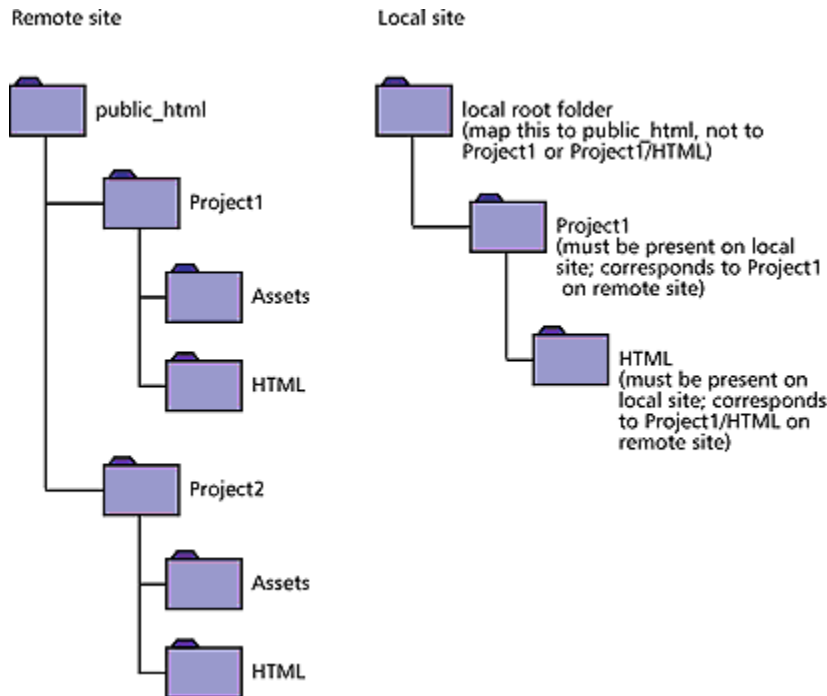 Remote site
public_html
Project1
Assets
HTML
Project2
Assets
HTML
Local site
local root folder
(map this to public_html, not to
Project1 or Project1/HTML)
Project1
(must be present on local
site; corresponds to Project1
on remote site)
HTML
(must be present on
local site; corresponds
to Project1/HTML on
remote site)